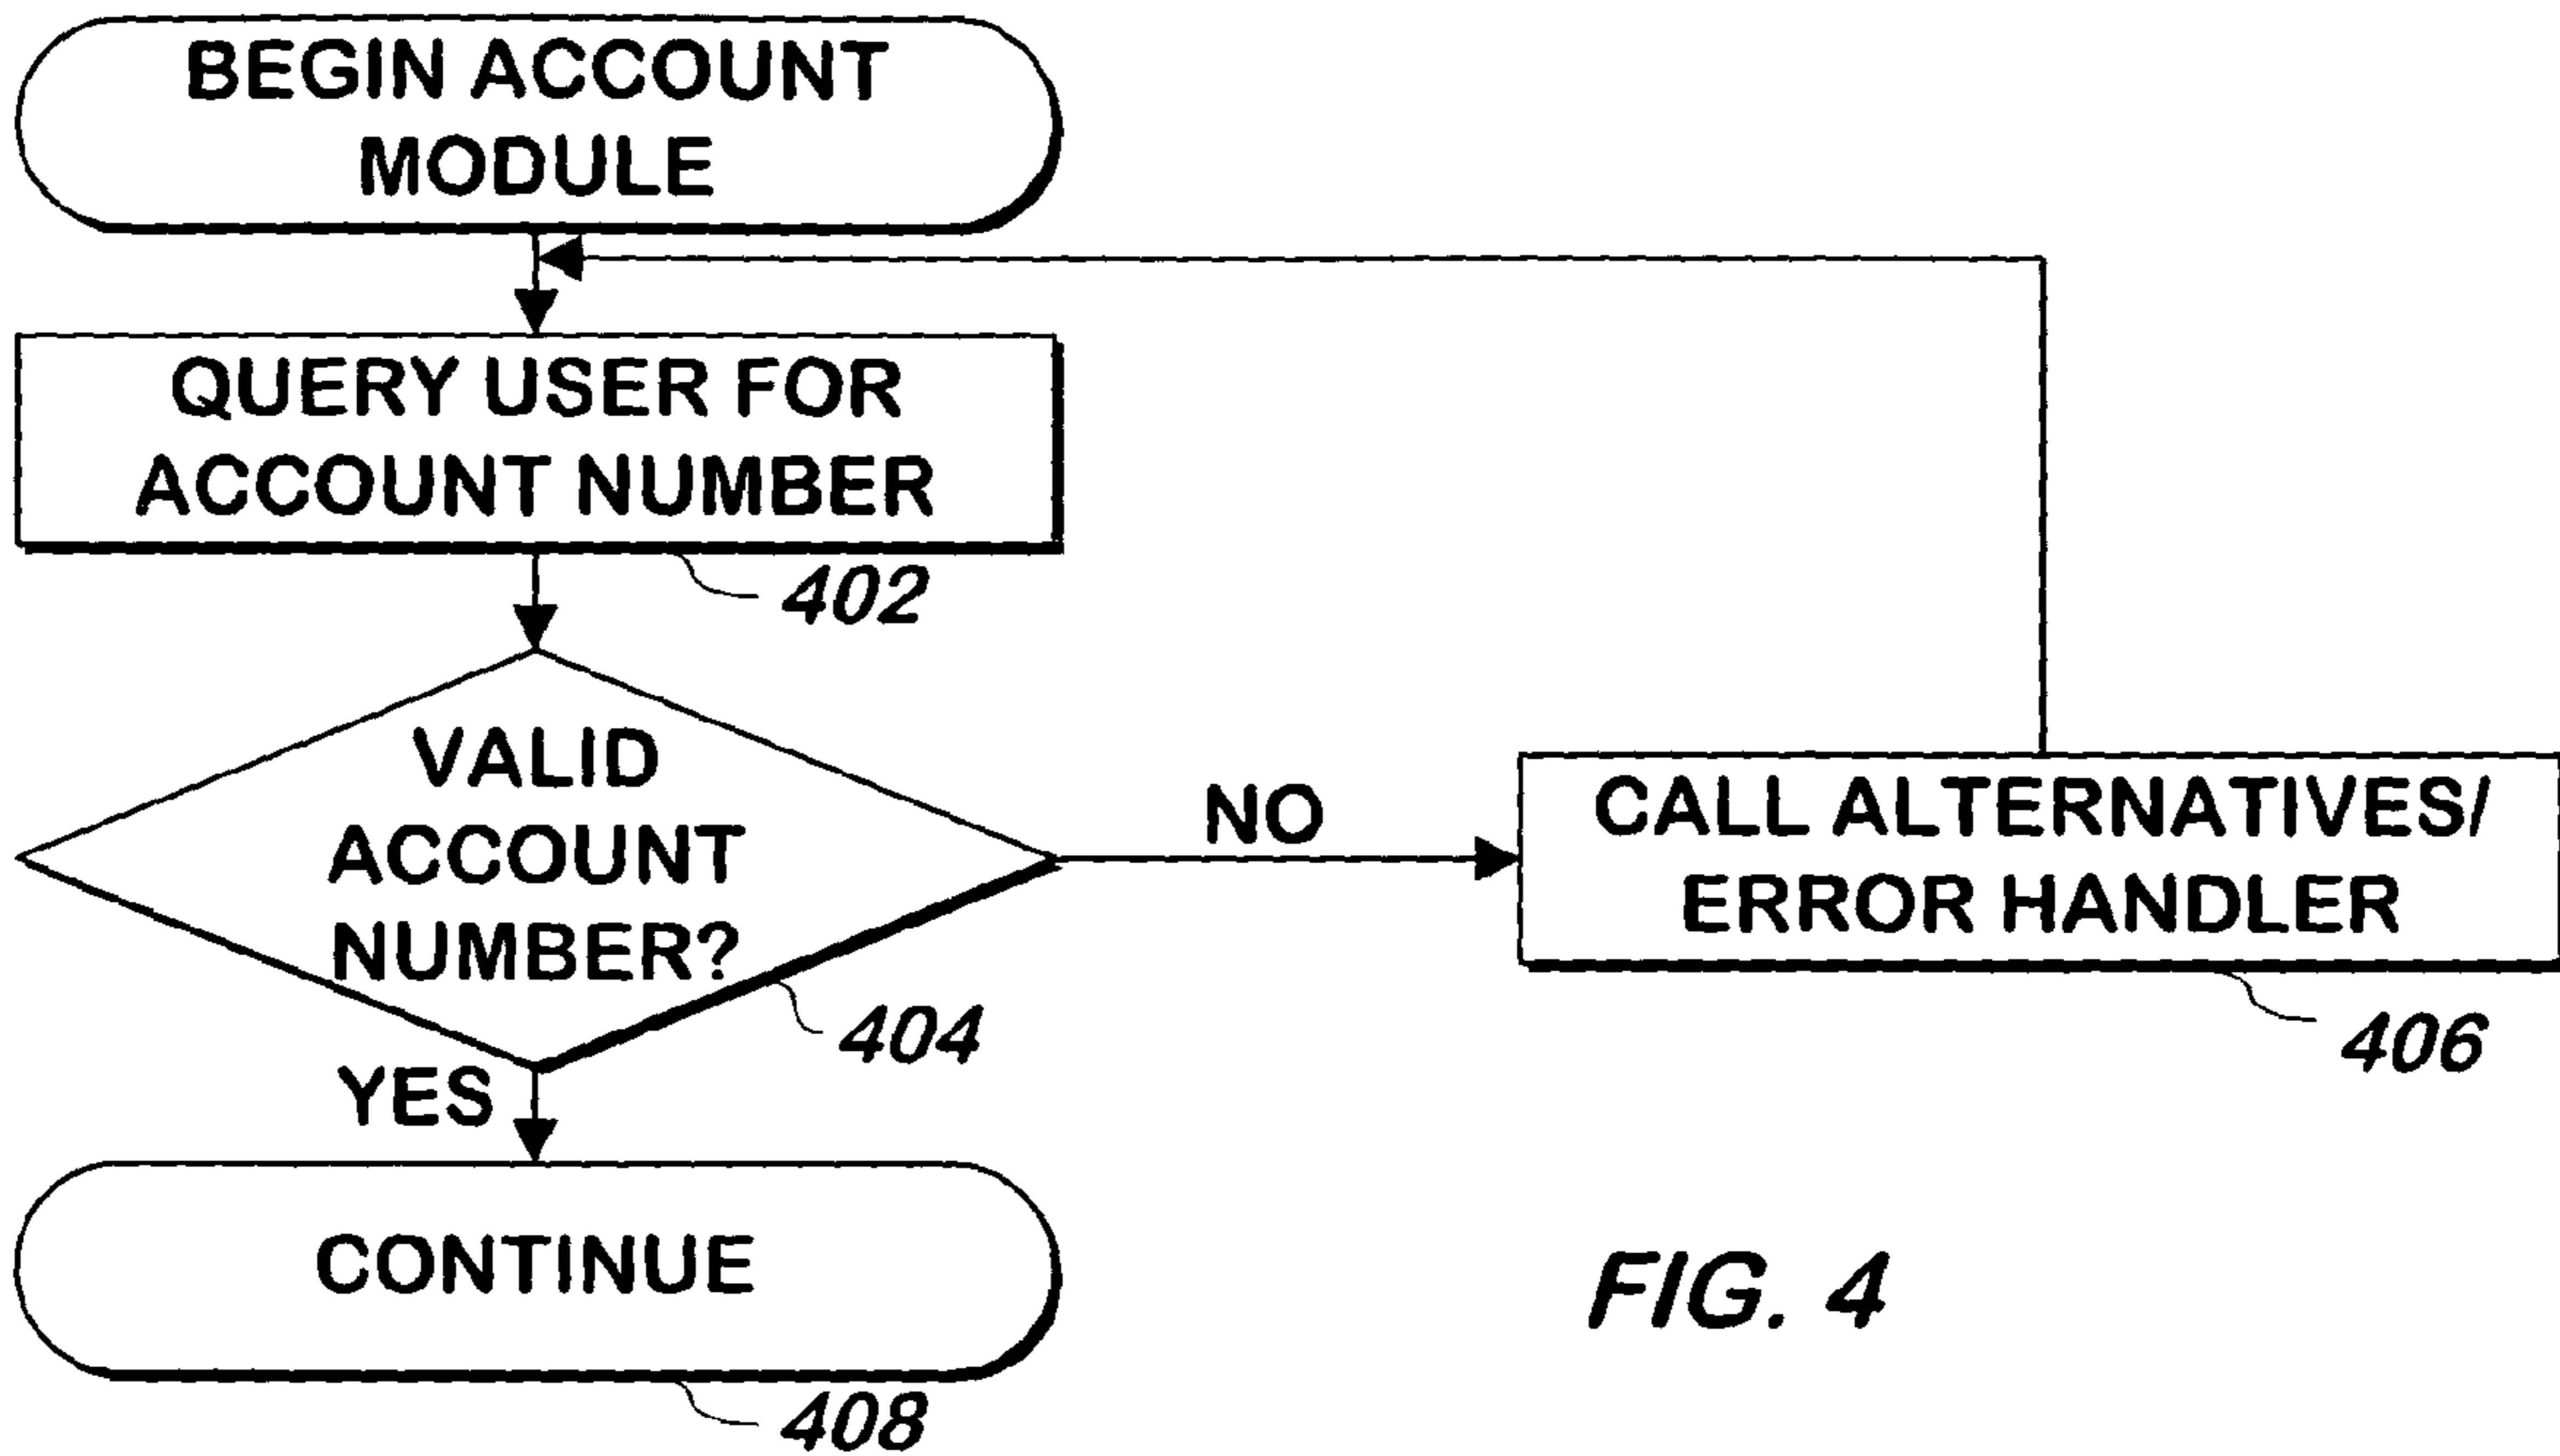 BEGIN ACCOUNT
MODULE
QUERY USER FOR
ACCOUNT NUMBER
402
VALID
ACCOUNT
NUMBER?
404
NO
CALL ALTERNATIVES/
ERROR HANDLER
406
YES
CONTINUE
408
FIG. 4